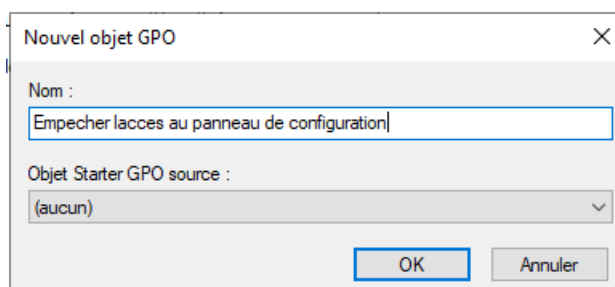 Nouvel objet GPO
Nom :
Empecher lacces au panneau de configuration
Objet Starter GPO source :
(aucun)
OK Annuler